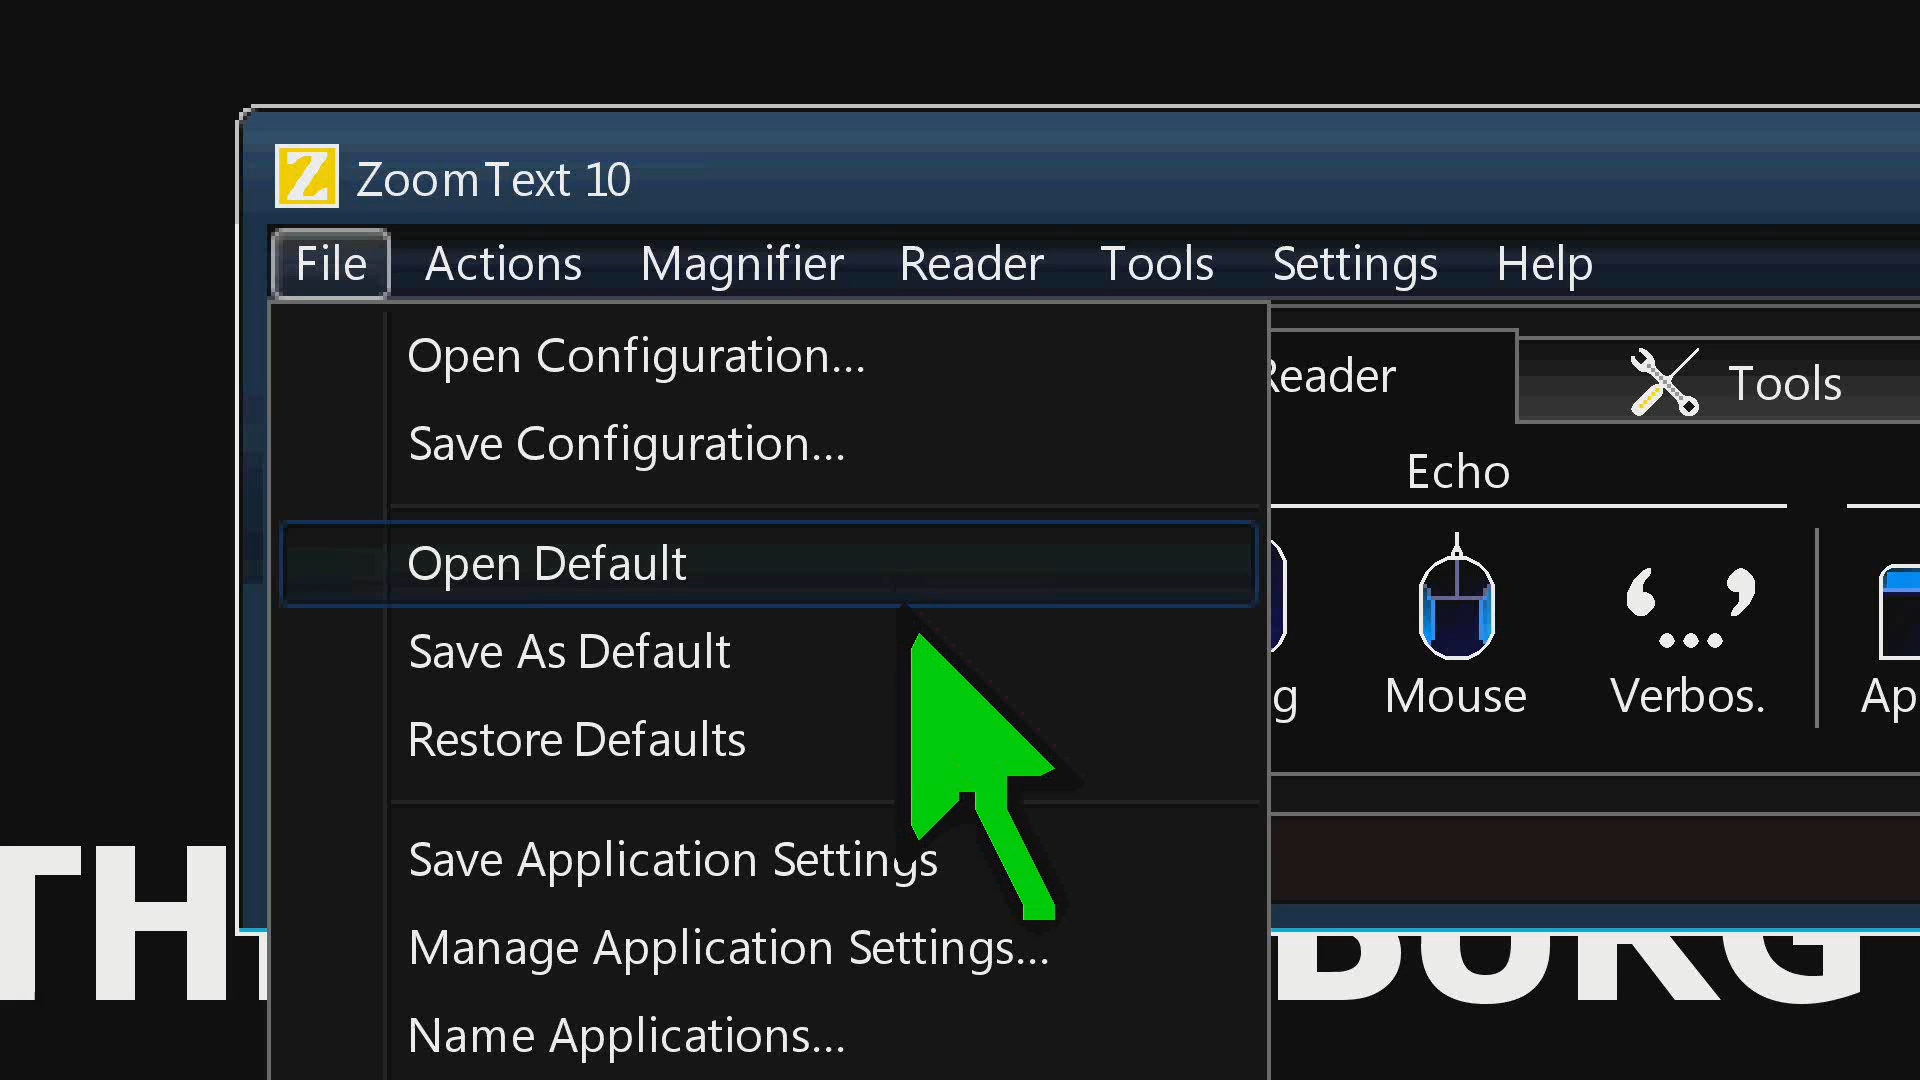 ZoomText 10
File Actions Magnifier Reader Tools Settings Help
Open Configuration...
Save Configuration...
Open Default
Save As Default
Restore Defaults
Save Application Settings
Manage Application Settings...
Name Applications...
Reader
Tools
Echo
Mouse
Verbos.